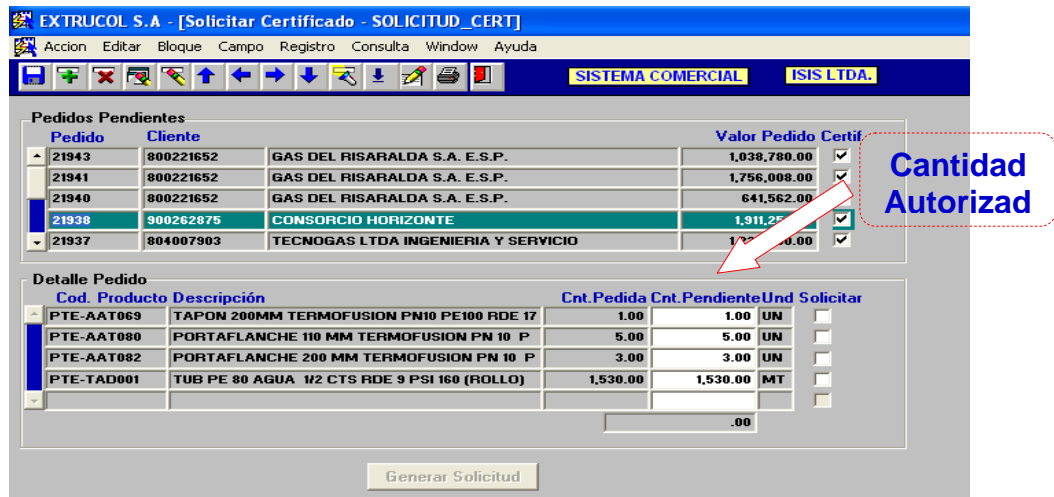 EXTRUCOL S.A - [Solicitar Certificado - SOLICITUD_CERT]
Accion Editar Bloque Campo Registro Consulta Window Ayuda
SISTEMA COMERCIAL ISIS LTDA.
Pedidos Pendientes
Pedido Cliente Valor Pedido Certif
21943 800221652 GAS DEL RISARALDA S.A. E.S.P. 1,038,780.00
21941 800221652 GAS DEL RISARALDA S.A. E.S.P. 1,756,008.00
21940 800221652 GAS DEL RISARALDA S.A. E.S.P. 641,562.00
21938 900262875 CONSORCIO HORIZONTE
21937 804007903 TECNOGAS LTDA INGENIERIA Y SERVICIO
Cantidad
Autorizad
Detalle Pedido
Cod. Producto Descripción Cnt.Pedida Cnt.Pendiente Und Solicitar
PTE-AAT069 TAPON 200MM TERMOFUSION PN10 PE100 RDE 17 1.00 1.00 UN
PTE-AAT080 PORTAFLANCHE 110 MM TERMOFUSION PN 10 P 5.00 5.00 UN
PTE-AAT082 PORTAFLANCHE 200 MM TERMOFUSION PN 10 P 3.00 3.00 UN
PTE-TAD001 TUB PE 80 AGUA 1/2 CTS RDE 9 PSI 160 (ROLLO) 1,530.00 1,530.00 MT
.00
Generar Solicitud